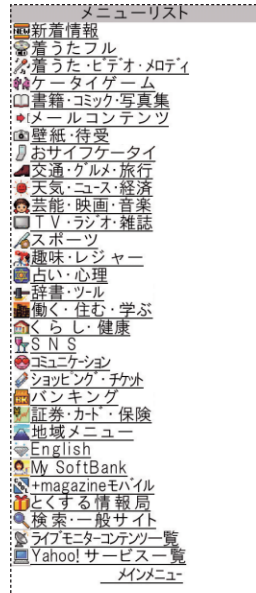 メニューリスト
NEW新着情報
着うたフル
着うた・ビデオ・メロディ
ケータイゲーム
書籍・コミック・写真集
メールコンテンツ
壁紙・待受
おサイフケータイ
交通・グルメ・旅行
天気・ニュース・経済
芸能・映画・音楽
TV・ラジオ・雑誌
スポーツ
趣味・レジャー
占い・心理
辞書・ツール
働く・住む・学ぶ
くらし・健康
SNS
コミュニケーション
ショッピング・チケット
バンキング
証券・カード・保険
地域メニュー
English
My SoftBank
+magazineモバイル
とくする情報局
検索・一般サイト
ライブモニターコンテンツ一覧
Yahoo!サービス一覧
メインメニュー